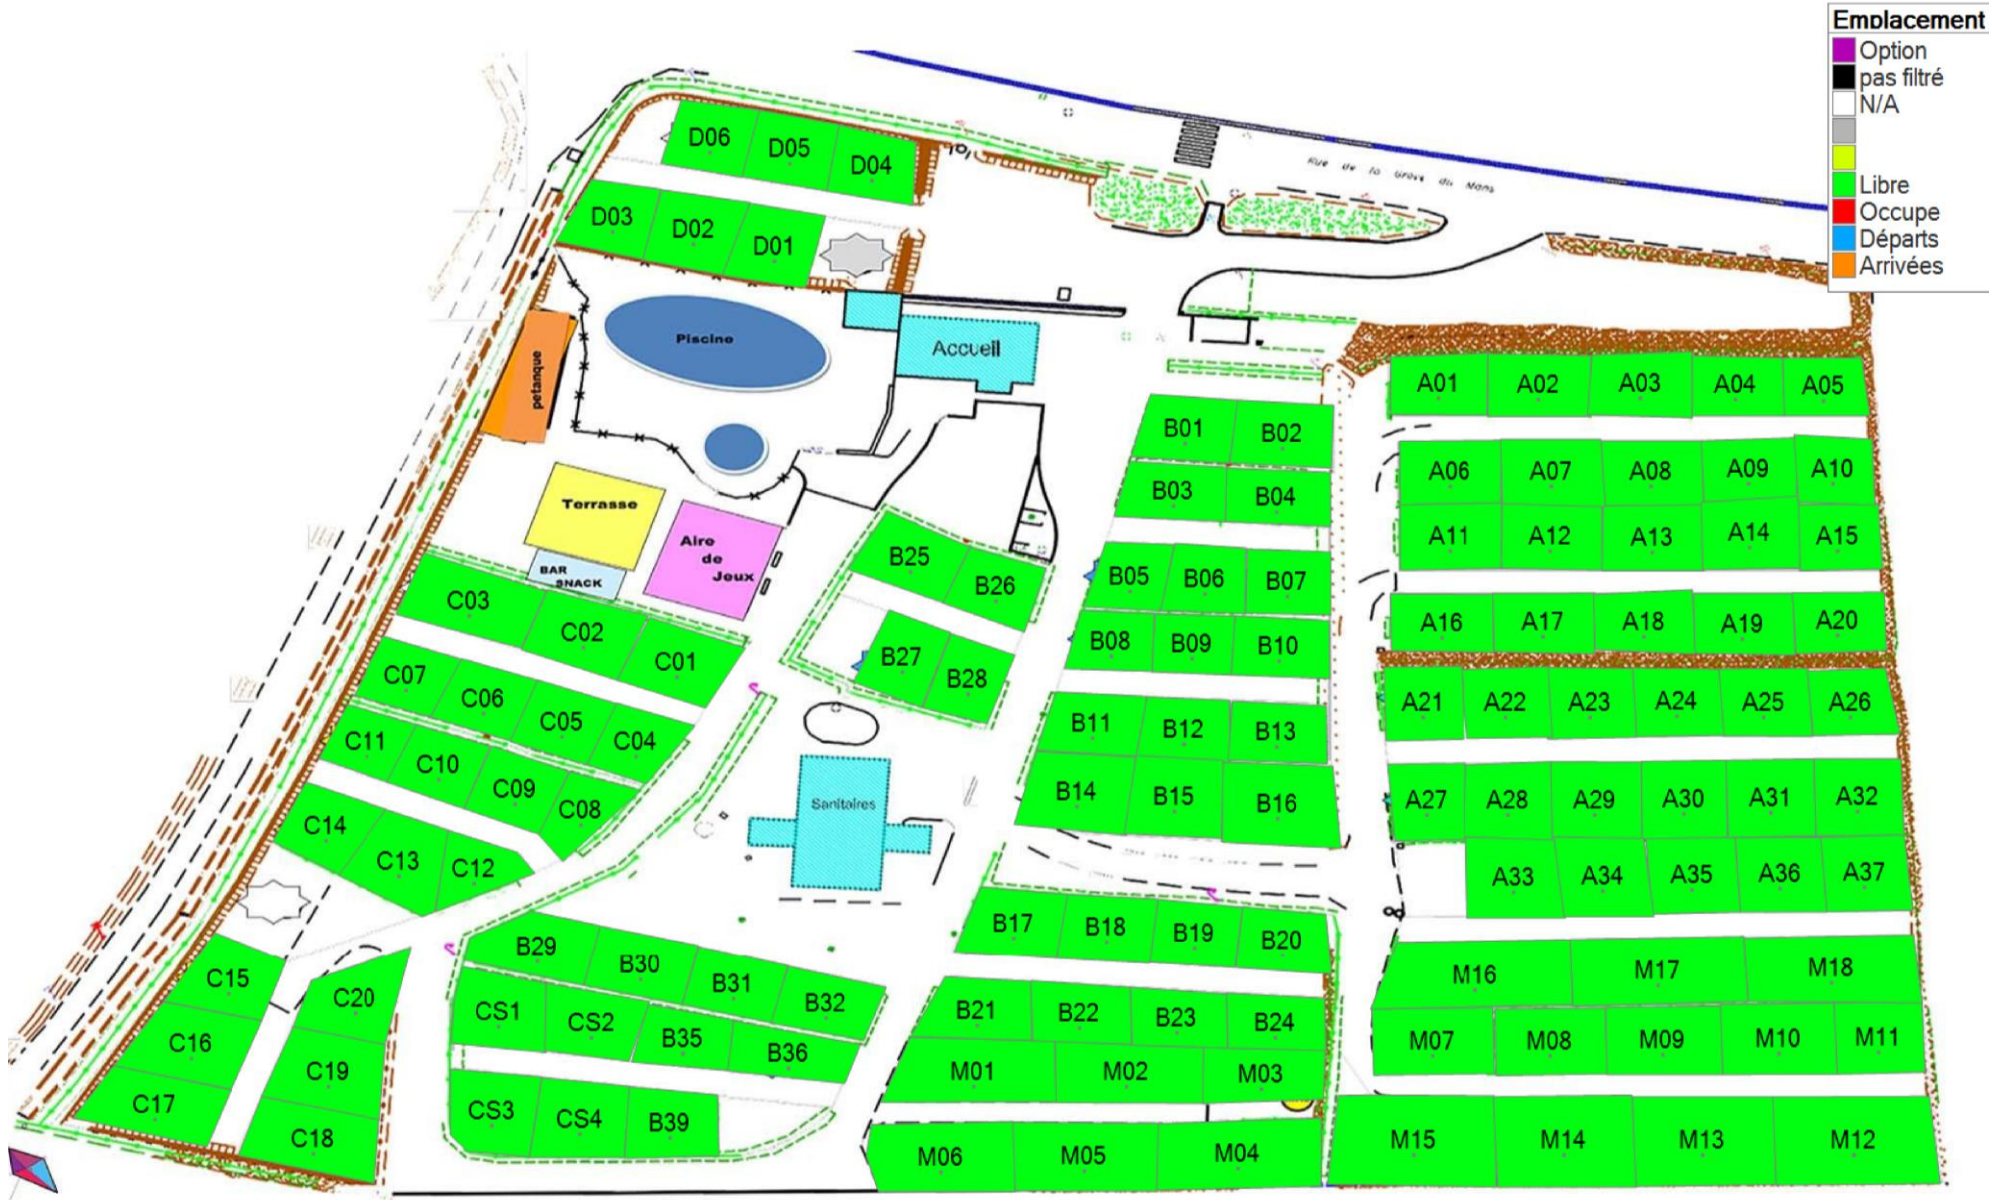 Emplacement
Option
pas filtré
N/A
Libre
Occupe
Départs
Arrivées
Rue de la Grève du Mans
D06 D05 D04
D03 D02 D01
Piscine
Accueil
petanque
Terrasse
BAR
SNACK
Aire
de
Jeux
A01 A02 A03 A04 A05
A06 A07 A08 A09 A10
A11 A12 A13 A14 A15
A16 A17 A18 A19 A20
A21 A22 A23 A24 A25 A26
A27 A28 A29 A30 A31 A32
A33 A34 A35 A36 A37
M16 M17 M18
M07 M08 M09 M10 M11
M15 M14 M13 M12
B01 B02
B03 B04
B05 B06 B07
B08 B09 B10
B11 B12 B13
B14 B15 B16
B17 B18 B19 B20
B21 B22 B23 B24
M01 M02 M03
M06 M05 M04
B25 B26
B27 B28
Sanitaires
C03 C02 C01
C07 C06 C05 C04
C11 C10 C09 C08
C14 C13 C12
C15 C20
C16 C19
C17 C18
B29 B30 B31 B32
CS1 CS2 B35 B36
CS3 CS4 B39